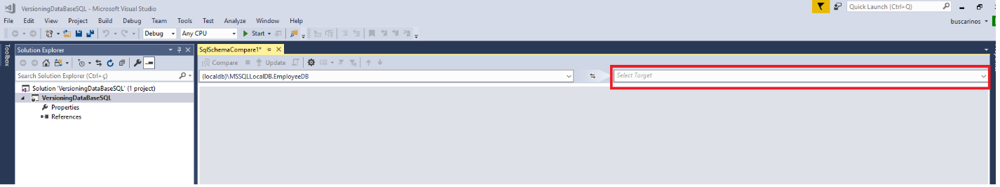 VersioningDataBaseSQL - Microsoft Visual Studio
Quick Launch (Ctrl+Q)
File Edit View Project Build Debug Team Tools Test Analyze Window Help
buscarinos
Debug Any CPU Start
Toolbox
Solution Explorer
Search Solution Explorer (Ctrl+ç)
Solution 'VersioningDataBaseSQL' (1 project)
VersioningDataBaseSQL
Properties
References
SqlSchemaCompare1*
Compare Update
(localdb)\MSSQLLocalDB.EmployeeDB
Select Target